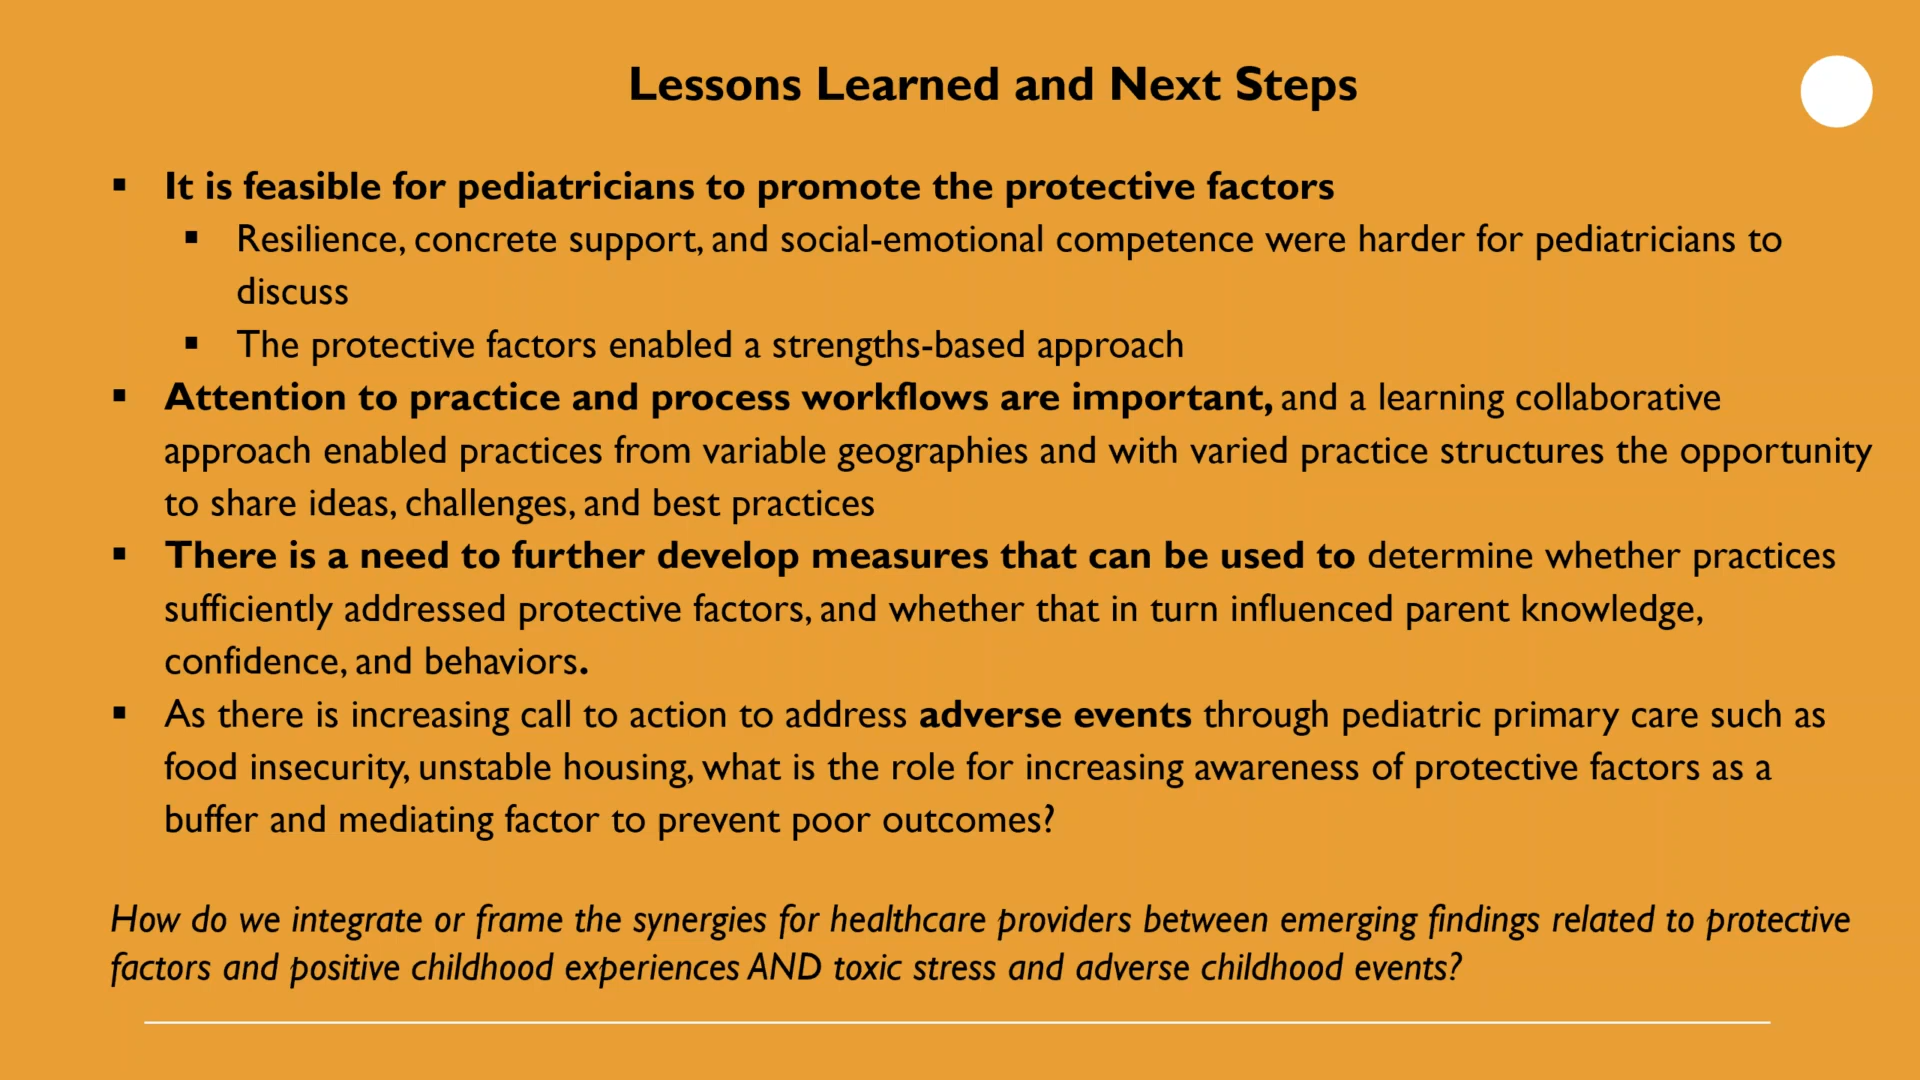 Lessons Learned and Next Steps
▪ It is feasible for pediatricians to promote the protective factors
▪ Resilience, concrete support, and social-emotional competence were harder for pediatricians to
discuss
▪ The protective factors enabled a strengths-based approach
▪ Attention to practice and process workflows are important, and a learning collaborative
approach enabled practices from variable geographies and with varied practice structures the opportunity
to share ideas, challenges, and best practices
▪ There is a need to further develop measures that can be used to determine whether practices
sufficiently addressed protective factors, and whether that in turn influenced parent knowledge,
confidence, and behaviors.
▪ As there is increasing call to action to address adverse events through pediatric primary care such as
food insecurity, unstable housing, what is the role for increasing awareness of protective factors as a
buffer and mediating factor to prevent poor outcomes?
How do we integrate or frame the synergies for healthcare providers between emerging findings related to protective
factors and positive childhood experiences AND toxic stress and adverse childhood events?